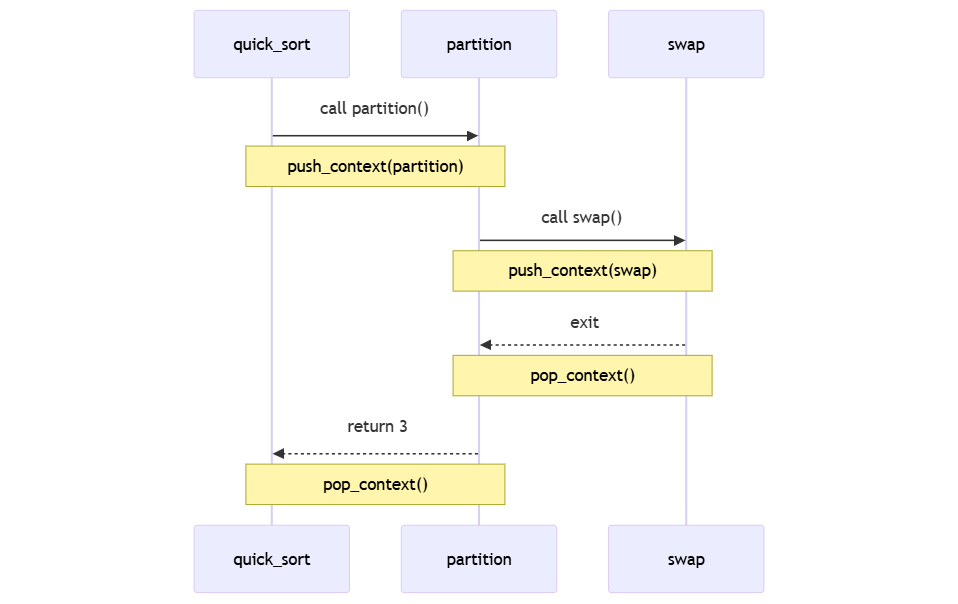 quick_sort
partition
swap
call partition()
push_context(partition)
call swap()
push_context(swap)
exit
pop_context()
return 3
pop_context()
quick_sort
partition
swap